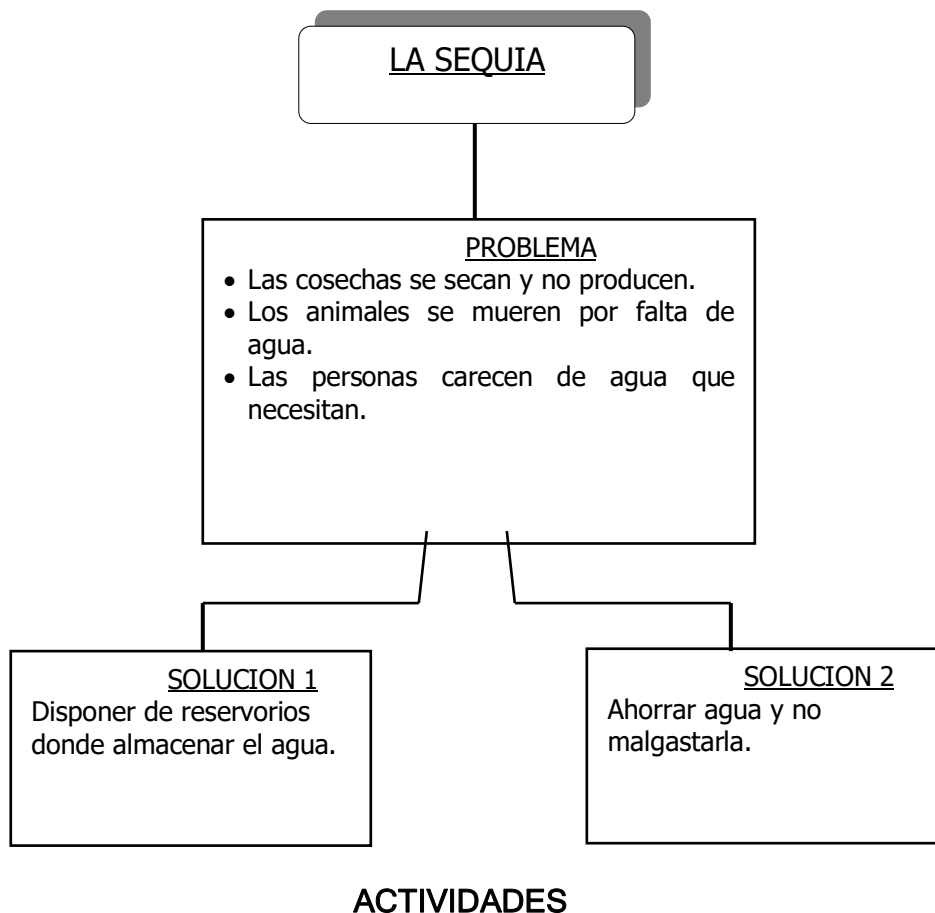 LA SEQUIA
PROBLEMA
• Las cosechas se secan y no producen.
• Los animales se mueren por falta de
agua.
• Las personas carecen de agua que
necesitan.
SOLUCION 1
Disponer de reservorios
donde almacenar el agua.
SOLUCION 2
Ahorrar agua y no
malgastarla.
ACTIVIDADES